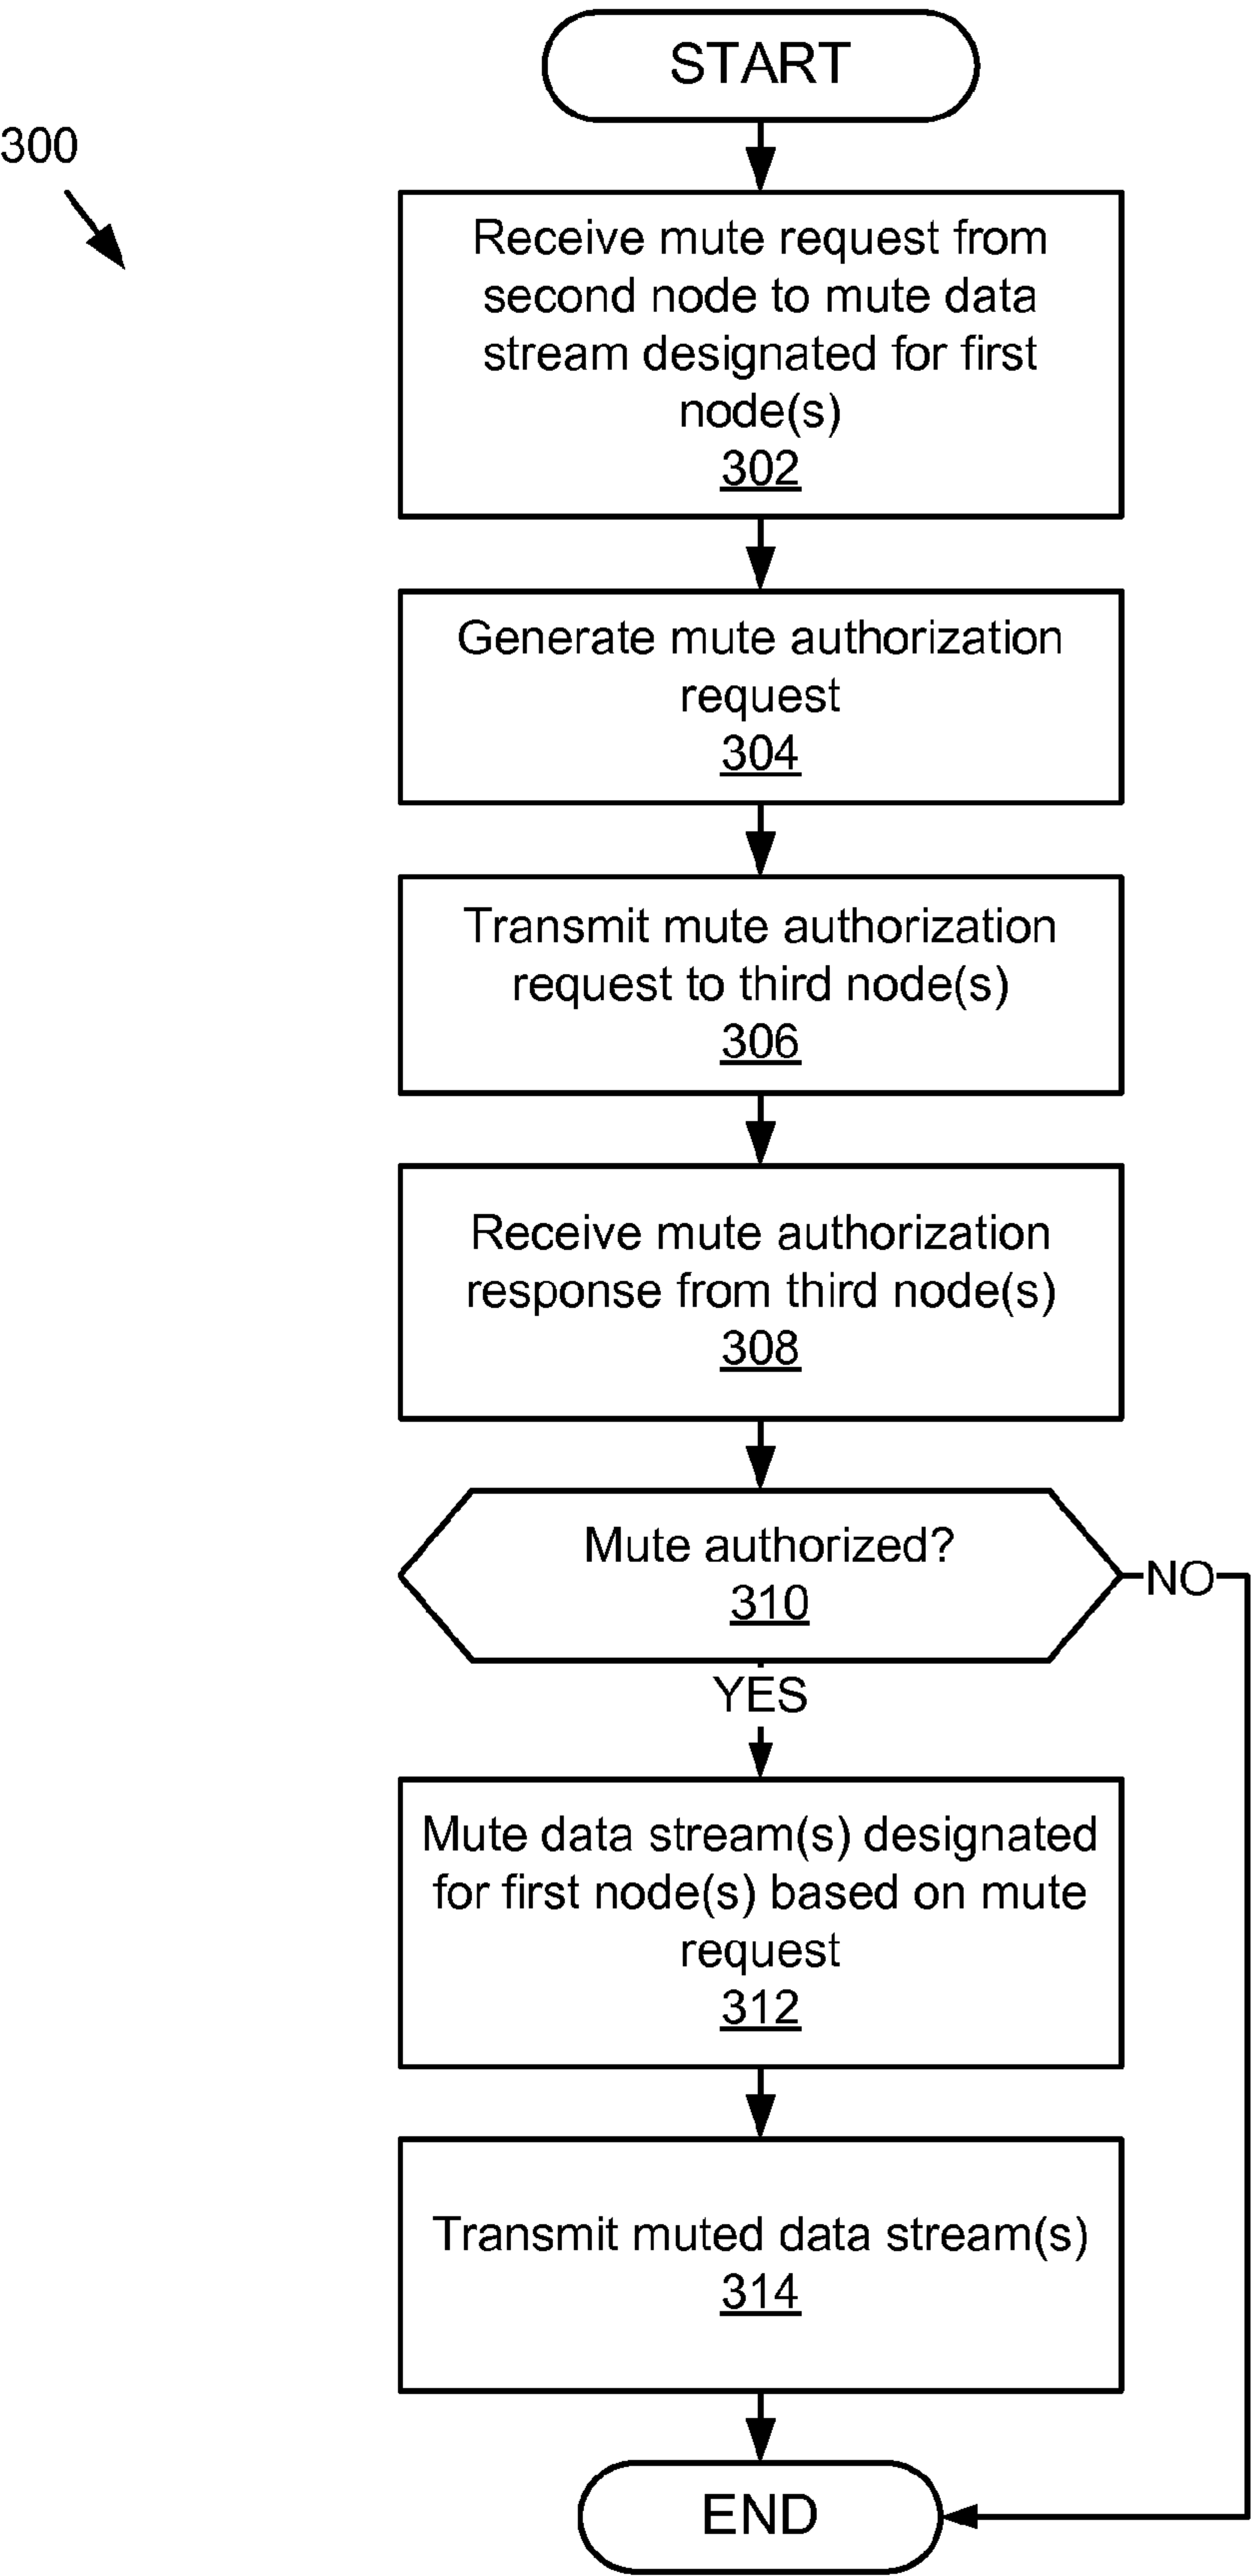 START
300
Receive mute request from
second node to mute data
stream designated for first
node(s)
302
Generate mute authorization
request
304
Transmit mute authorization
request to third node(s)
306
Receive mute authorization
response from third node(s)
308
Mute authorized?
310
NO
YES
Mute data stream(s) designated
for first node(s) based on mute
request
312
Transmit muted data stream(s)
314
END